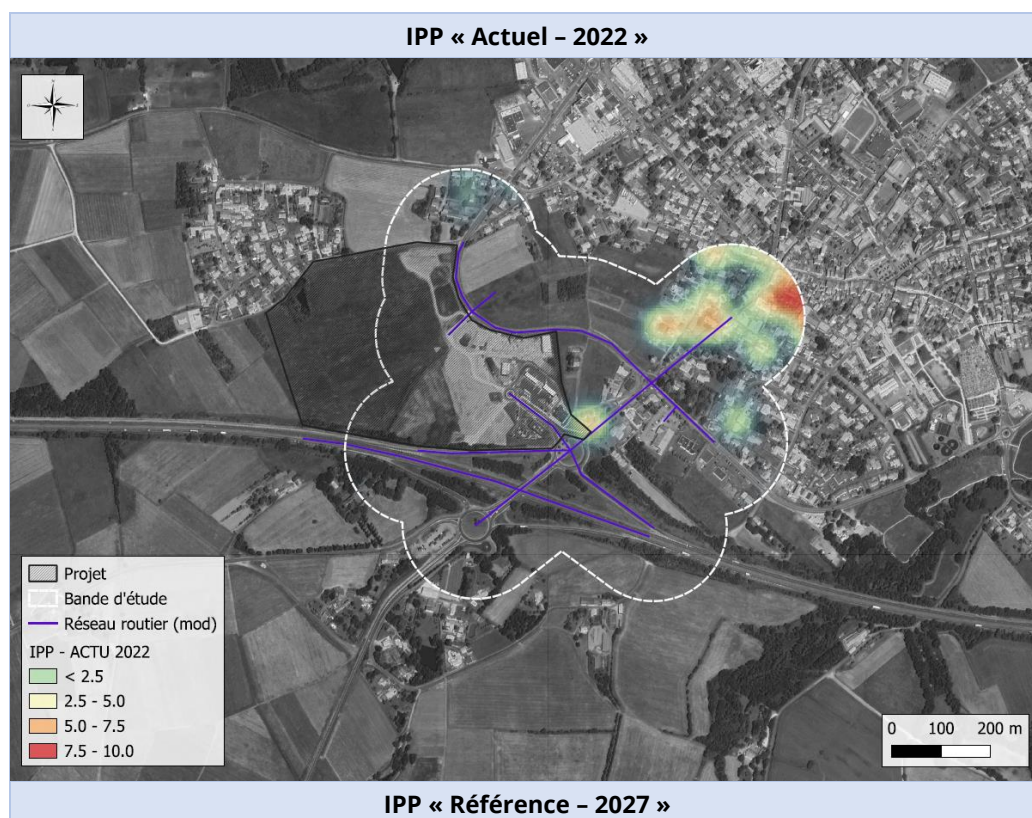 IPP « Actuel – 2022 »
Projet
Bande d'étude
Réseau routier (mod)
IPP - ACTU 2022
< 2.5
2.5 - 5.0
5.0 - 7.5
7.5 - 10.0
0 100 200 m
IPP « Référence – 2027 »